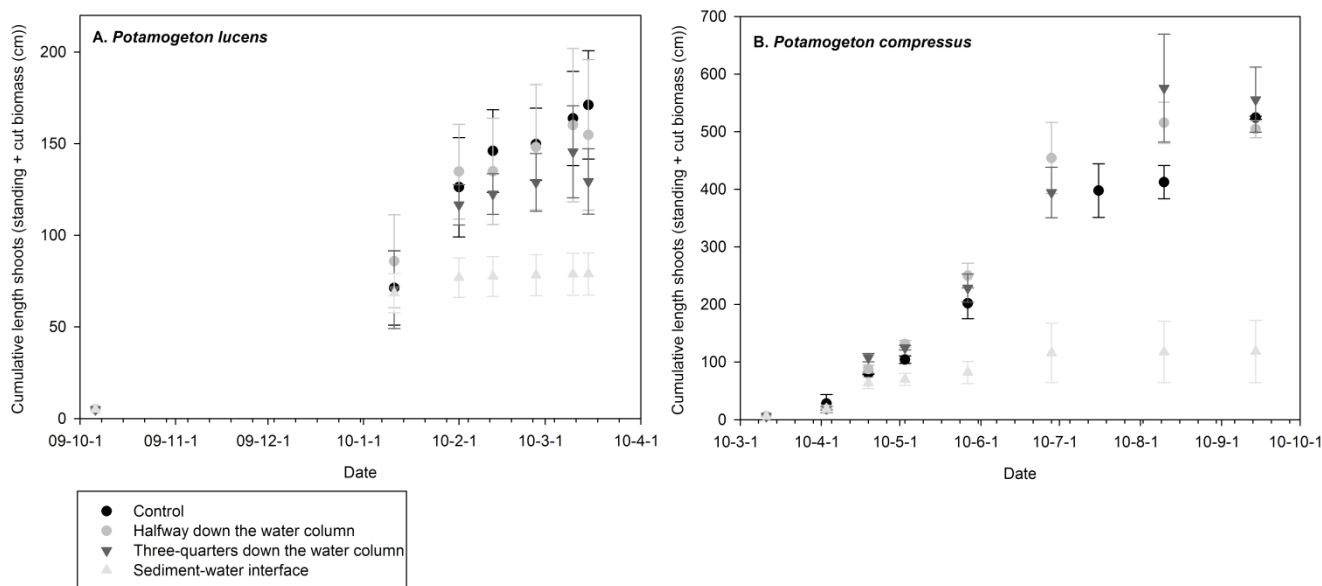 A. Potamogeton lucens
Cumulative length shoots (standing + cut biomass (cm))
200
150
100
50
0
09-10-1 09-11-1 09-12-1 10-1-1 10-2-1 10-3-1 10-4-1
Date
B. Potamogeton compressus
Cumulative length shoots (standing + cut biomass (cm))
700
600
500
400
300
200
100
0
10-3-1 10-4-1 10-5-1 10-6-1 10-7-1 10-8-1 10-9-1 10-10-1
Date
Control
Halfway down the water column
Three-quarters down the water column
Sediment-water interface